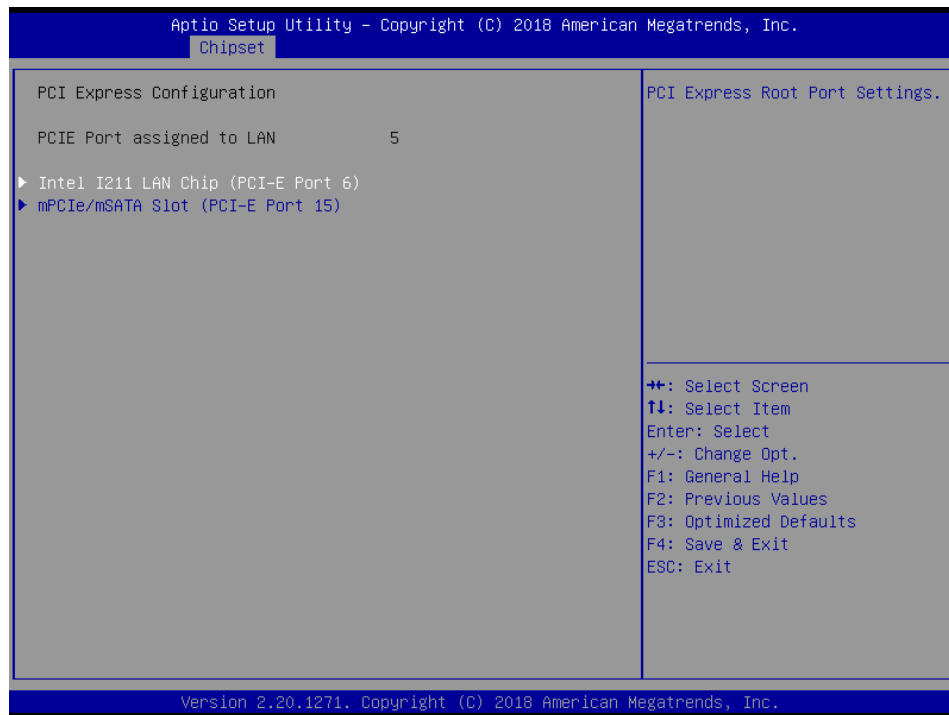 Aptio Setup Utility – Copyright (C) 2018 American Megatrends, Inc.
Chipset
PCI Express Configuration
PCIE Port assigned to LAN 5
▶ Intel I211 LAN Chip (PCI-E Port 6)
▶ mPCIe/mSATA Slot (PCI-E Port 15)
PCI Express Root Port Settings.
→←: Select Screen
↑↓: Select Item
Enter: Select
+/-: Change Opt.
F1: General Help
F2: Previous Values
F3: Optimized Defaults
F4: Save & Exit
ESC: Exit
Version 2.20.1271. Copyright (C) 2018 American Megatrends, Inc.